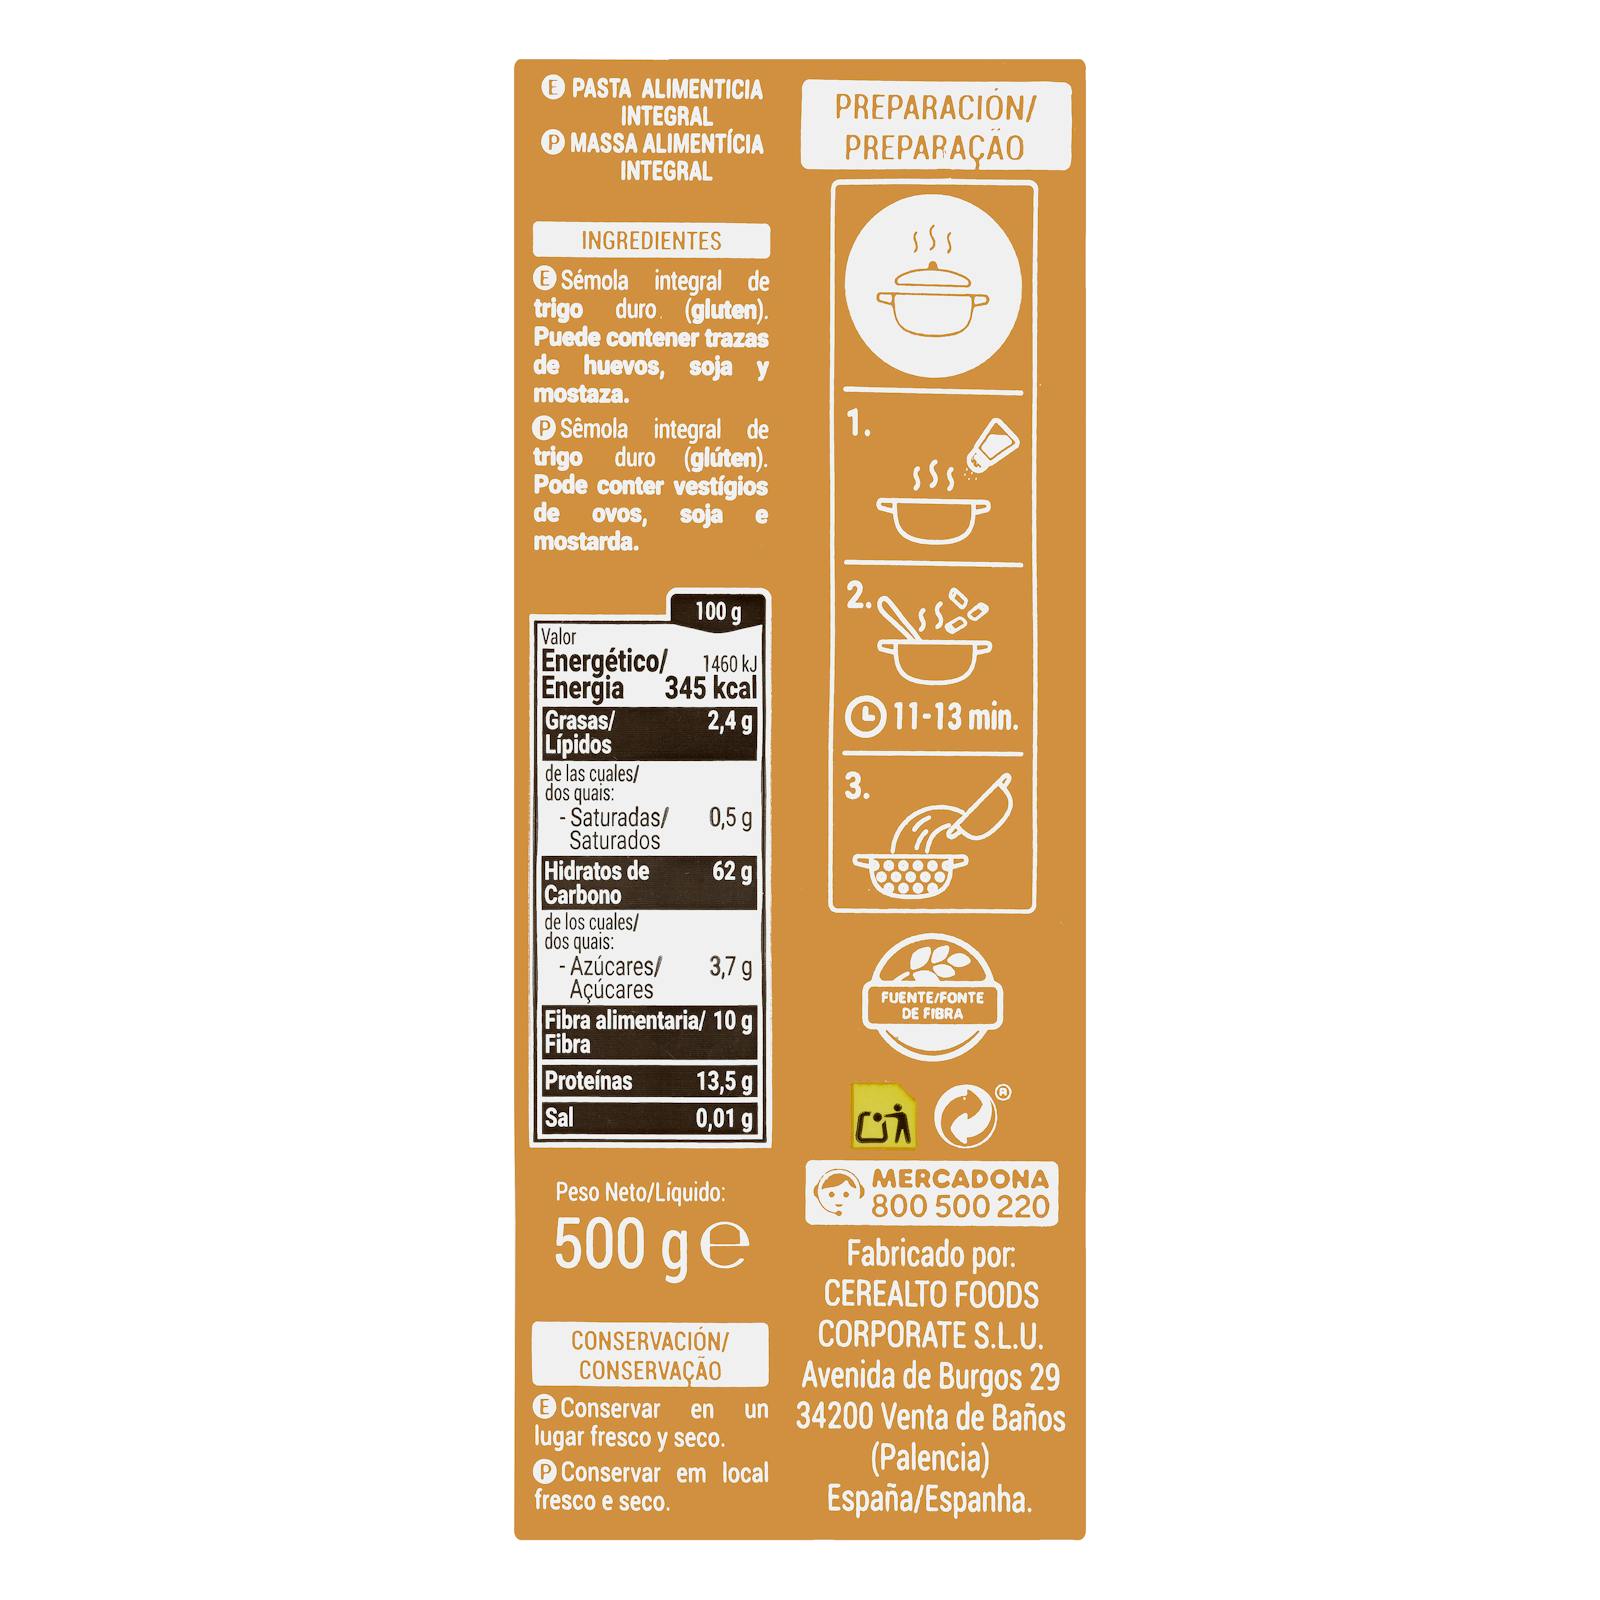 E PASTA ALIMENTICIA
INTEGRAL
P MASSA ALIMENTÍCIA
INTEGRAL
INGREDIENTES
E Sémola integral de
trigo duro. (gluten).
Puede contener trazas
de huevos, soja y
mostaza.
P Sêmola integral de
trigo duro (glúten).
Pode conter vestígios
de ovos, soja e
mostarda.
100 g
Valor
Energético/ 1460 kJ
Energia 345 kcal
Grasas/ 2,4 g
Lípidos
de las cuales/
dos quais:
- Saturadas/ 0,5 g
Saturados
Hidratos de 62 g
Carbono
de los cuales/
dos quais:
- Azúcares/ 3,7 g
Açúcares
Fibra alimentaria/ 10 g
Fibra
Proteínas 13,5 g
Sal 0,01 g
Peso Neto/Líquido:
500 g e
CONSERVACIÓN/
CONSERVAÇÃO
E Conservar en un
lugar fresco y seco.
P Conservar em local
fresco e seco.
PREPARACIÓN/
PREPARAÇÃO
1.
2.
11-13 min.
3.
FUENTE/FONTE
DE FIBRA
®
MERCADONA
800 500 220
Fabricado por:
CEREALTO FOODS
CORPORATE S.L.U.
Avenida de Burgos 29
34200 Venta de Baños
(Palencia)
España/Espanha.